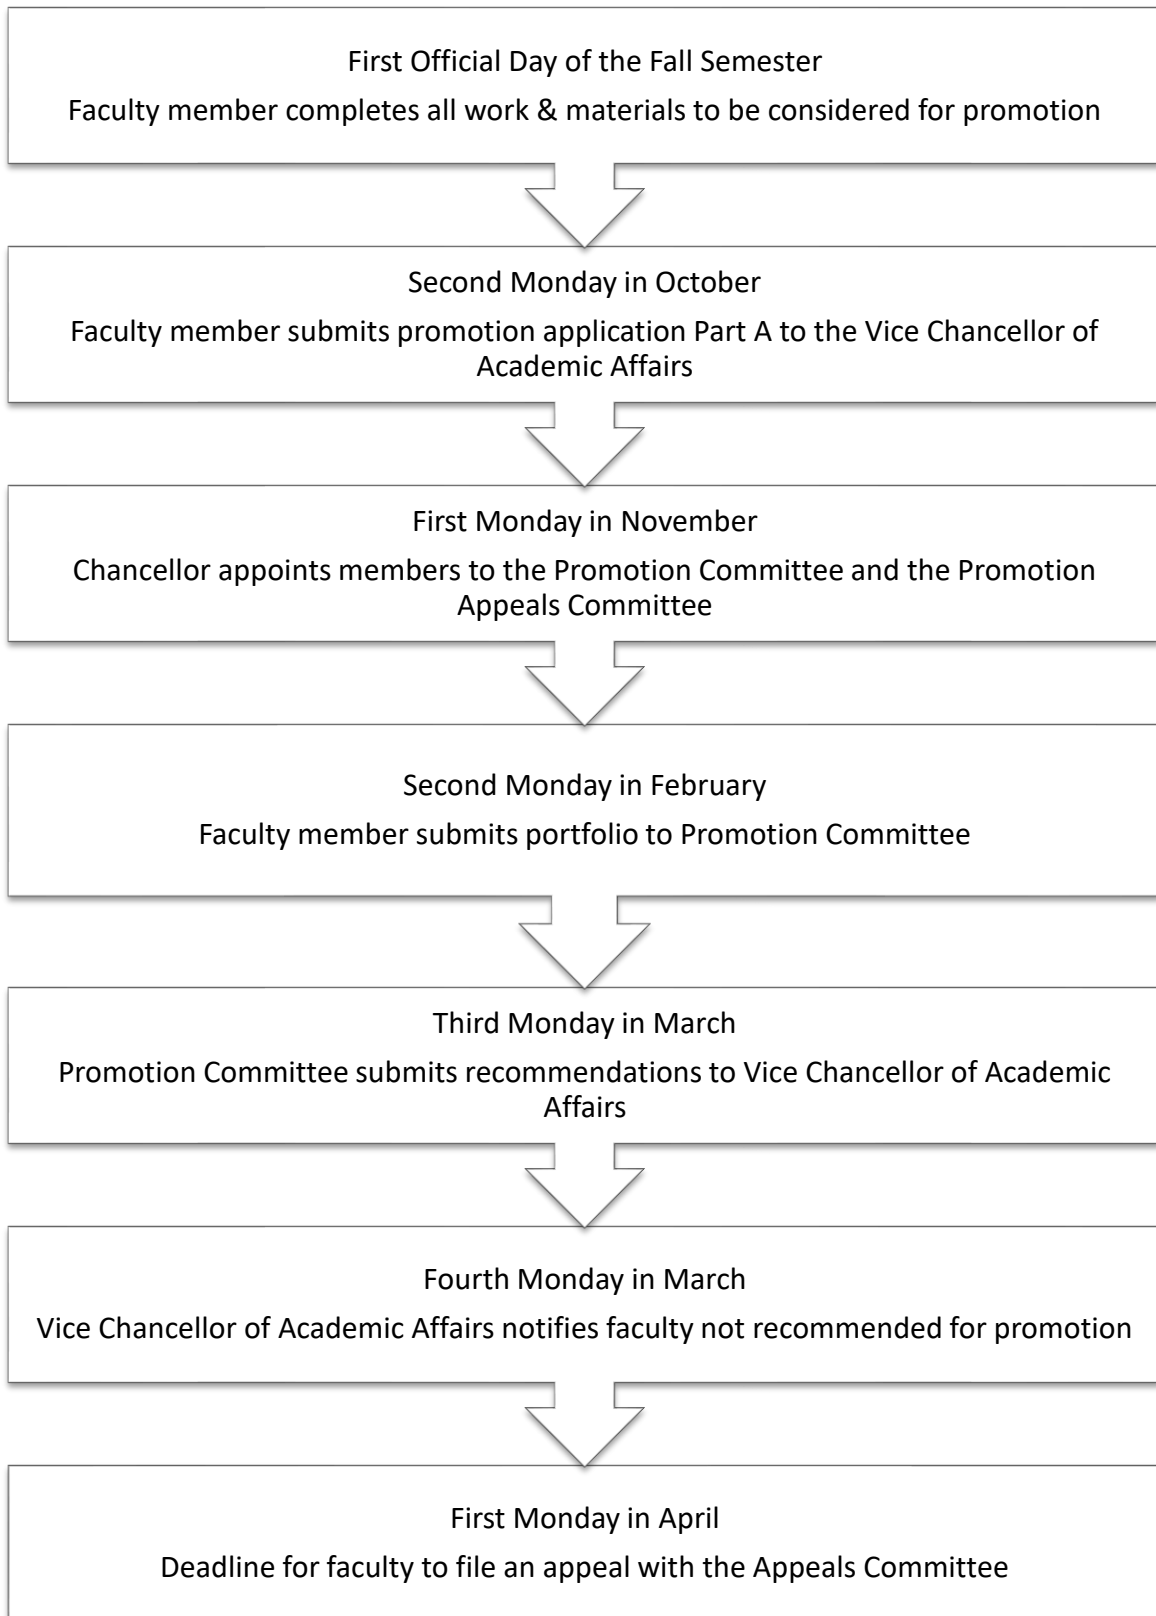 First Official Day of the Fall Semester
Faculty member completes all work & materials to be considered for promotion
Second Monday in October
Faculty member submits promotion application Part A to the Vice Chancellor of
Academic Affairs
First Monday in November
Chancellor appoints members to the Promotion Committee and the Promotion
Appeals Committee
Second Monday in February
Faculty member submits portfolio to Promotion Committee
Third Monday in March
Promotion Committee submits recommendations to Vice Chancellor of Academic
Affairs
Fourth Monday in March
Vice Chancellor of Academic Affairs notifies faculty not recommended for promotion
First Monday in April
Deadline for faculty to file an appeal with the Appeals Committee